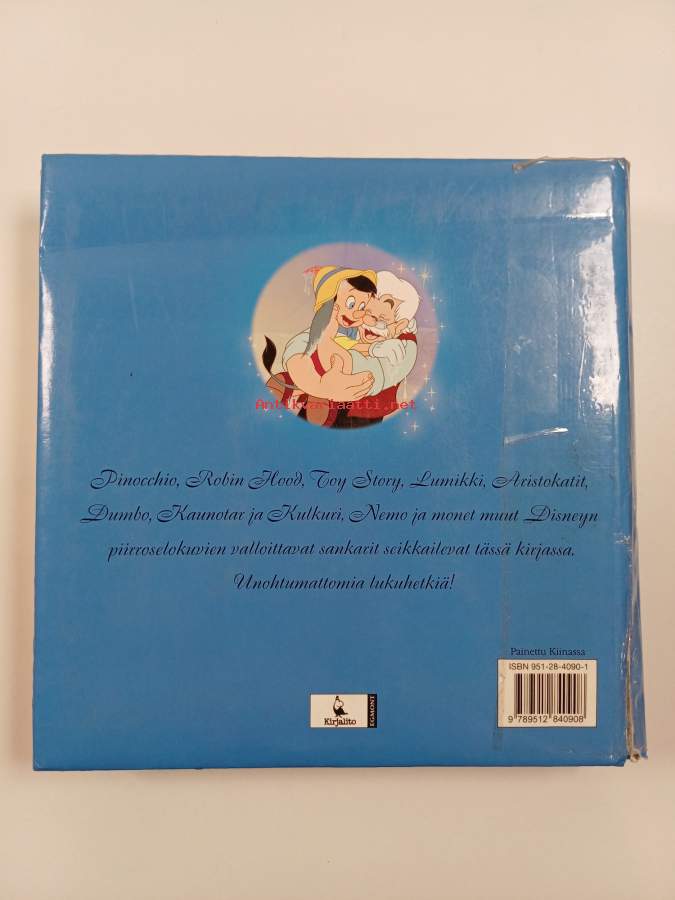 Antikvariaatti.net
Pinocchio, Robin Hood, Toy Story, Lumikki, Aristokatit,
Dumbo, Kaunotar ja Kulkuri, Nemo ja monet muut Disneyn
piirroselokuvien valloittavat sankarit seikkailevat tässä kirjassa.
Unohtumattomia lukuhetkiä!
Painettu Kiinassa
ISBN 951-28-4090-1
9 789512 840908
Kirjalito
EGMONT